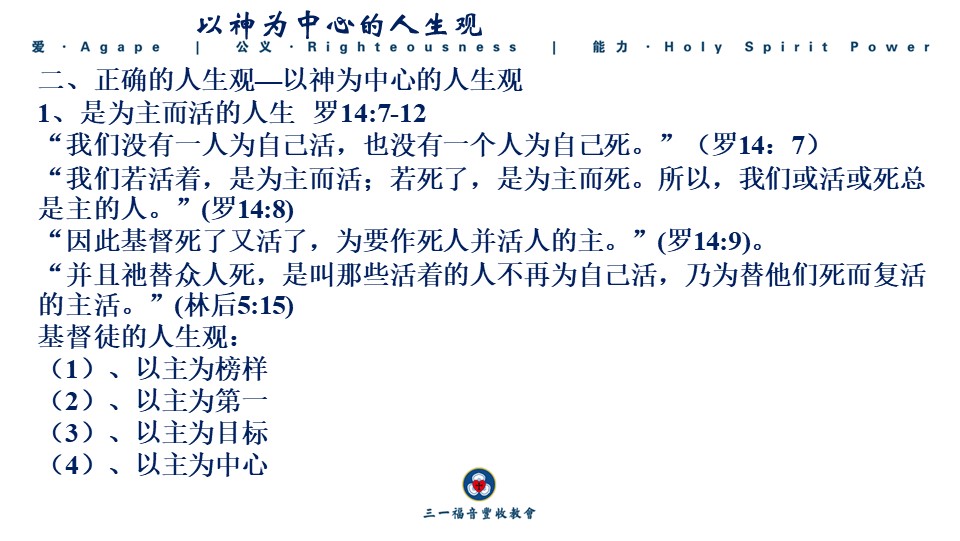 以神为中心的人生观
爱·Agape | 公义·Righteousness | 能力·Holy Spirit Power
二、正确的人生观—以神为中心的人生观
1、是为主而活的人生 罗14:7-12
“我们没有一人为自己活，也没有一个人为自己死。”（罗14：7）
“我们若活着，是为主而活；若死了，是为主而死。所以，我们或活或死总
是主的人。”(罗14:8)
“因此基督死了又活了，为要作死人并活人的主。”(罗14:9)。
“并且祂替众人死，是叫那些活着的人不再为自己活，乃为替他们死而复活
的主活。”(林后5:15)
基督徒的人生观：
（1）、以主为榜样
（2）、以主为第一
（3）、以主为目标
（4）、以主为中心
三一福音豐收教會